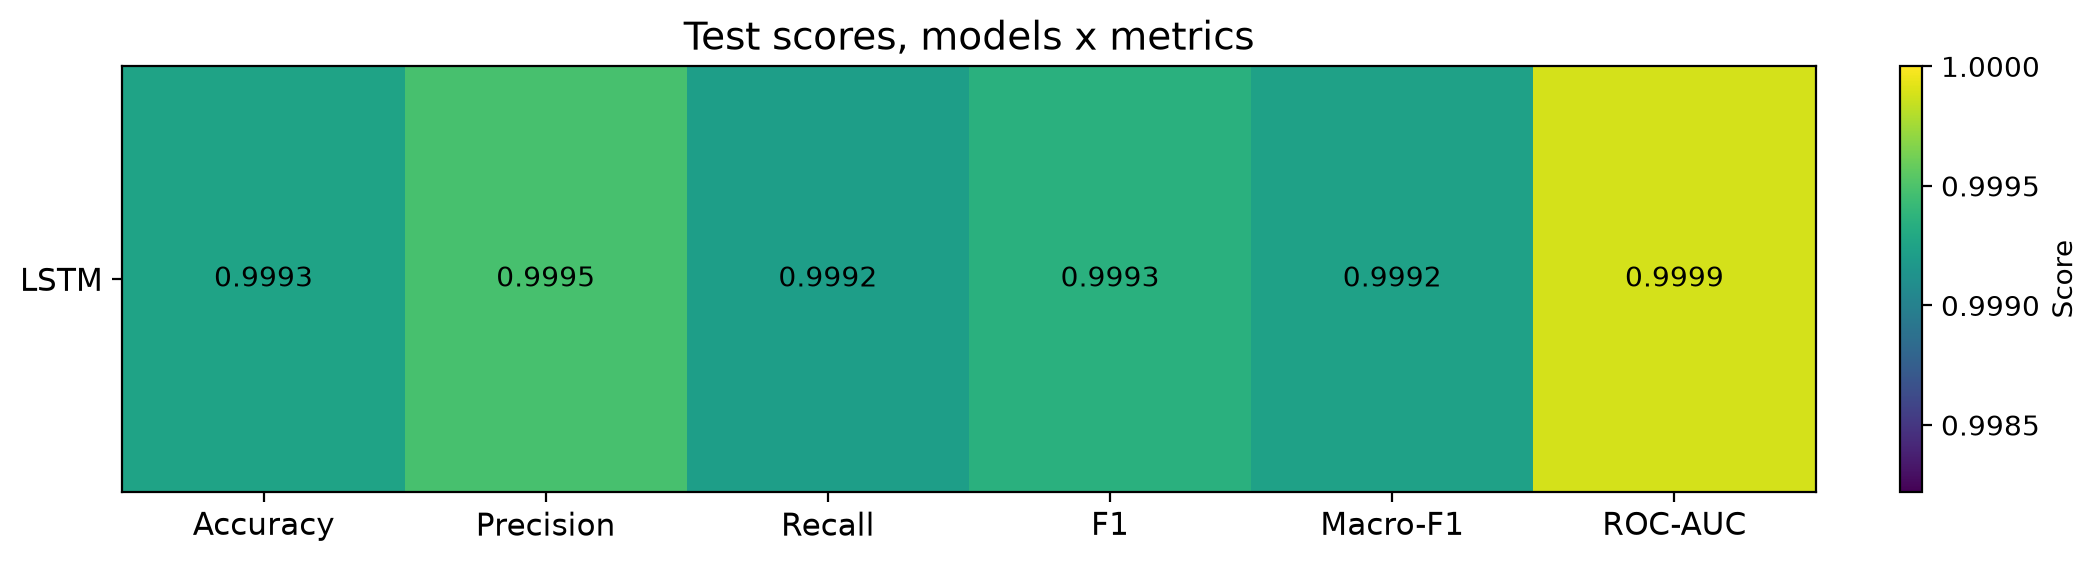 Test scores, models x metrics
LSTM
0.9993 0.9995 0.9992 0.9993 0.9992 0.9999
Accuracy Precision Recall F1 Macro-F1 ROC-AUC
1.0000
0.9995
0.9990
0.9985
Score